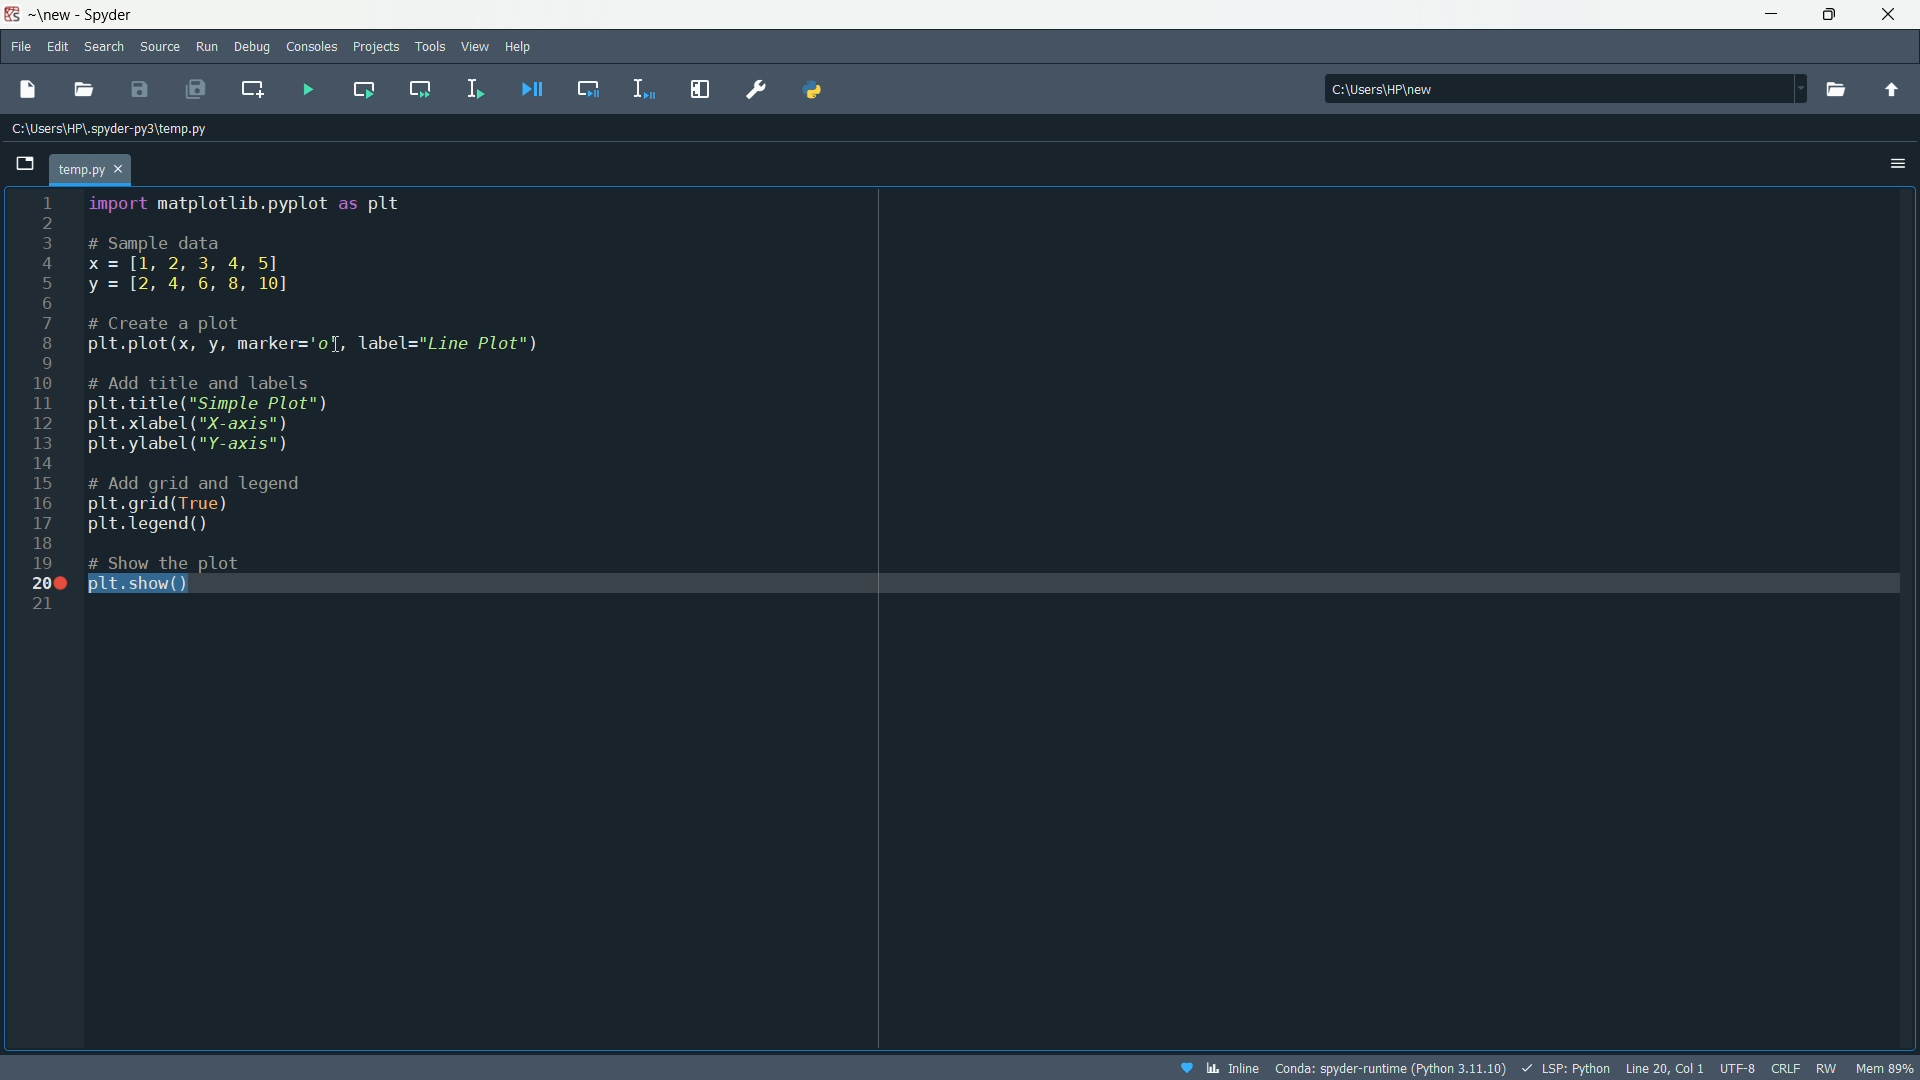 ~\new - Spyder
File Edit Search Source Run Debug Consoles Projects Tools View Help
C:\Users\HP\new
C:\Users\HP\.spyder-py3\temp.py
temp.py
1 import matplotlib.pyplot as plt
2
3 # Sample data
4 x = [1, 2, 3, 4, 5]
5 y = [2, 4, 6, 8, 10]
6
7 # Create a plot
8 plt.plot(x, y, marker='o', label="Line Plot")
9
10 # Add title and labels
11 plt.title("Simple Plot")
12 plt.xlabel("X-axis")
13 plt.ylabel("Y-axis")
14
15 # Add grid and legend
16 plt.grid(True)
17 plt.legend()
18
19 # Show the plot
20 plt.show()
21
Inline Conda: spyder-runtime (Python 3.11.10) LSP: Python Line 20, Col 1 UTF-8 CRLF RW Mem 89%